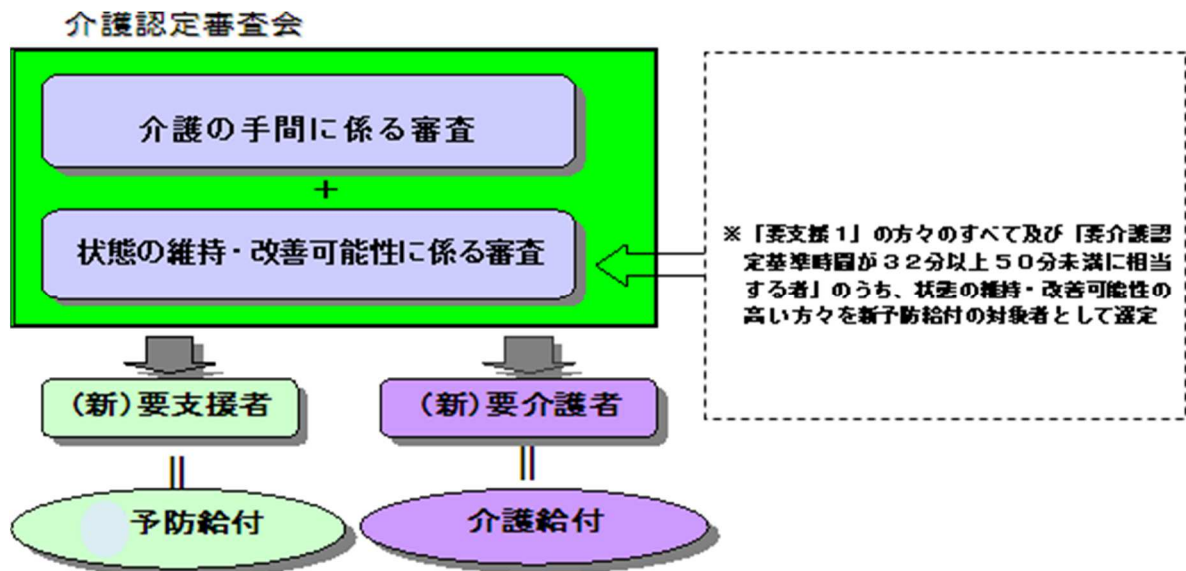 介護認定審査会
介護の手間に係る審査
+
状態の維持・改善可能性に係る審査
※「要支援1」の方々のすべて及び「要介護認
定基準時間が32分以上50分未満に相当
する者」のうち、状態の維持・改善可能性の
高い方々を新予防給付の対象者として選定
(新)要支援者
(新)要介護者
||
||
予防給付
介護給付